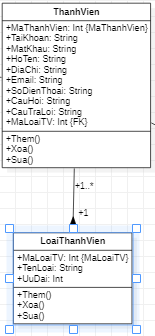 ThanhVien
+MaThanhVien: Int {MaThanhVien}
+TaiKhoan: String
+MatKhau: String
+HoTen: String
+DiaChi: String
+Email: String
+SoDienThoai: String
+CauHoi: String
+CauTraLoi: String
+MaLoaiTV: Int {FK}
+Them()
+Xoa()
+Sua()
+1..*
+1
LoaiThanhVien
+MaLoaiTV: Int {MaLoaiTV}
+TenLoai: String
+UuDai: Int
+Them()
+Xoa()
+Sua()